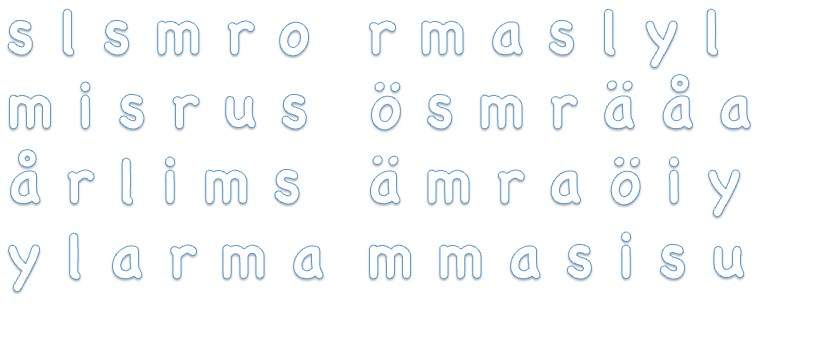 s l s m r o r m a s l y l
m i s r u s ö s m r ä å a
å r l i m s ä m r a ö i y
y l a r m a m m a s i s u